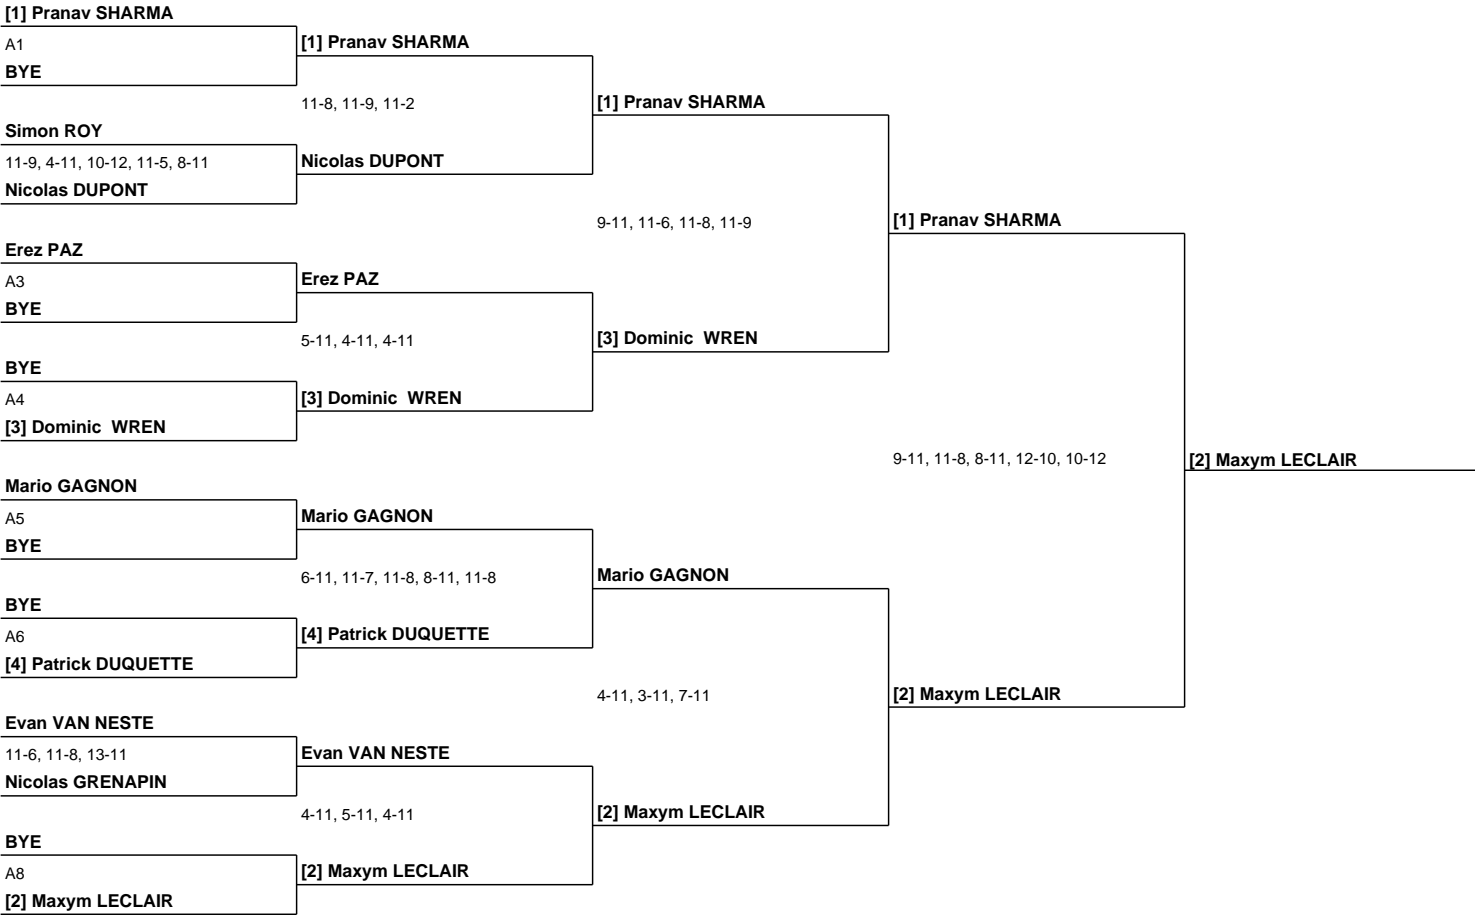 [1] Pranav SHARMA
A1
BYE
Simon ROY
11-9, 4-11, 10-12, 11-5, 8-11
Nicolas DUPONT
Erez PAZ
A3
BYE
BYE
A4
[3] Dominic  WREN
Mario GAGNON
A5
BYE
BYE
A6
[4] Patrick DUQUETTE
Evan VAN NESTE
11-6, 11-8, 13-11
Nicolas GRENAPIN
BYE
A8
[2] Maxym LECLAIR
[1] Pranav SHARMA
11-8, 11-9, 11-2
Nicolas DUPONT
Erez PAZ
5-11, 4-11, 4-11
[3] Dominic  WREN
Mario GAGNON
6-11, 11-7, 11-8, 8-11, 11-8
[4] Patrick DUQUETTE
Evan VAN NESTE
4-11, 5-11, 4-11
[2] Maxym LECLAIR
[1] Pranav SHARMA
9-11, 11-6, 11-8, 11-9
[3] Dominic  WREN
Mario GAGNON
4-11, 3-11, 7-11
[2] Maxym LECLAIR
[1] Pranav SHARMA
9-11, 11-8, 8-11, 12-10, 10-12
[2] Maxym LECLAIR
[2] Maxym LECLAIR